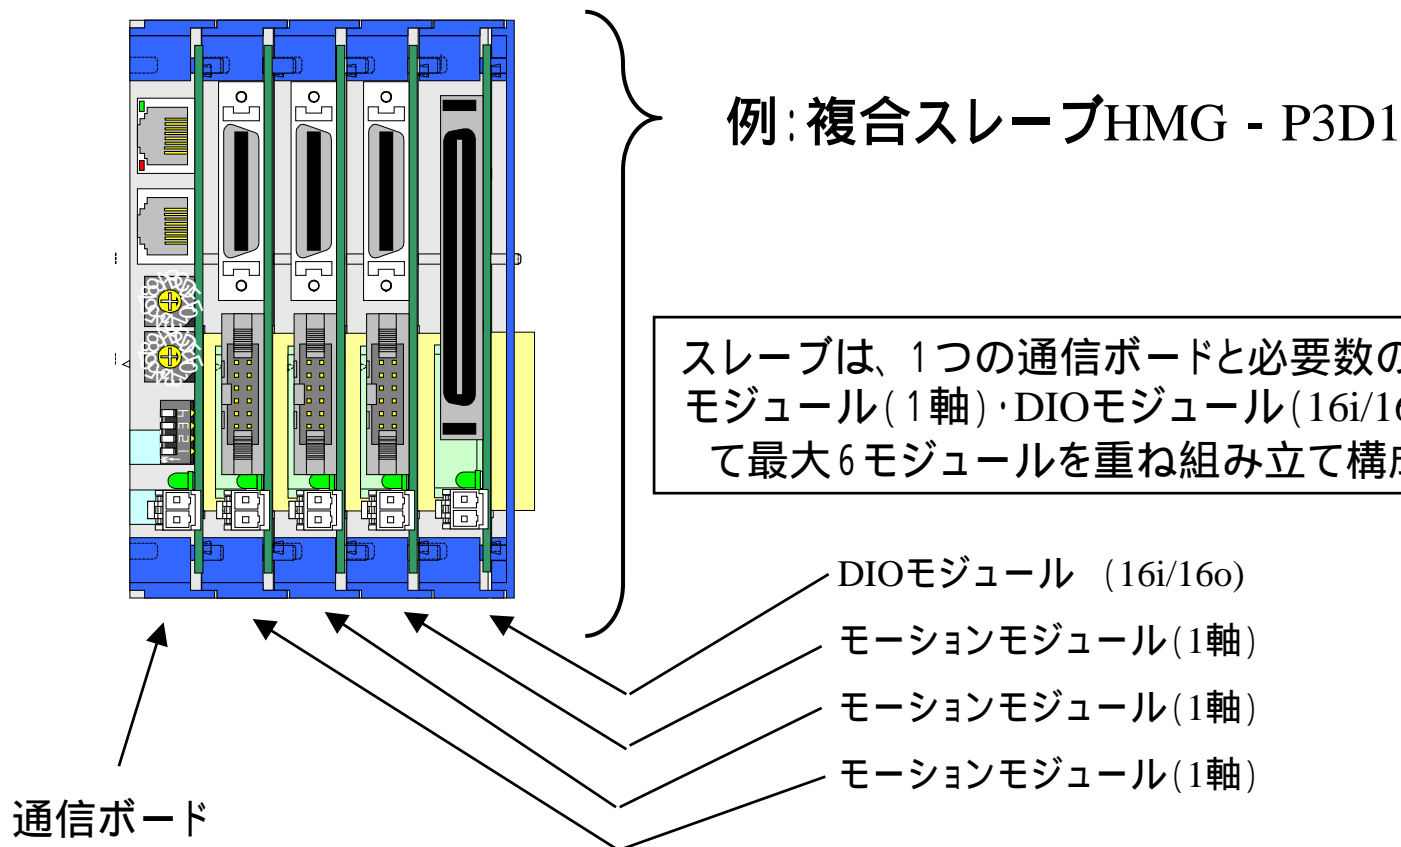 例:複合スレーブHMG - P3D1
スレーブは、1つの通信ボードと必要数の
モジュール(1軸)・DIOモジュール(16i/16
て最大6モジュールを重ね組み立て構成
DIOモジュール (16i/16o)
モーションモジュール(1軸)
モーションモジュール(1軸)
モーションモジュール(1軸)
通信ボード